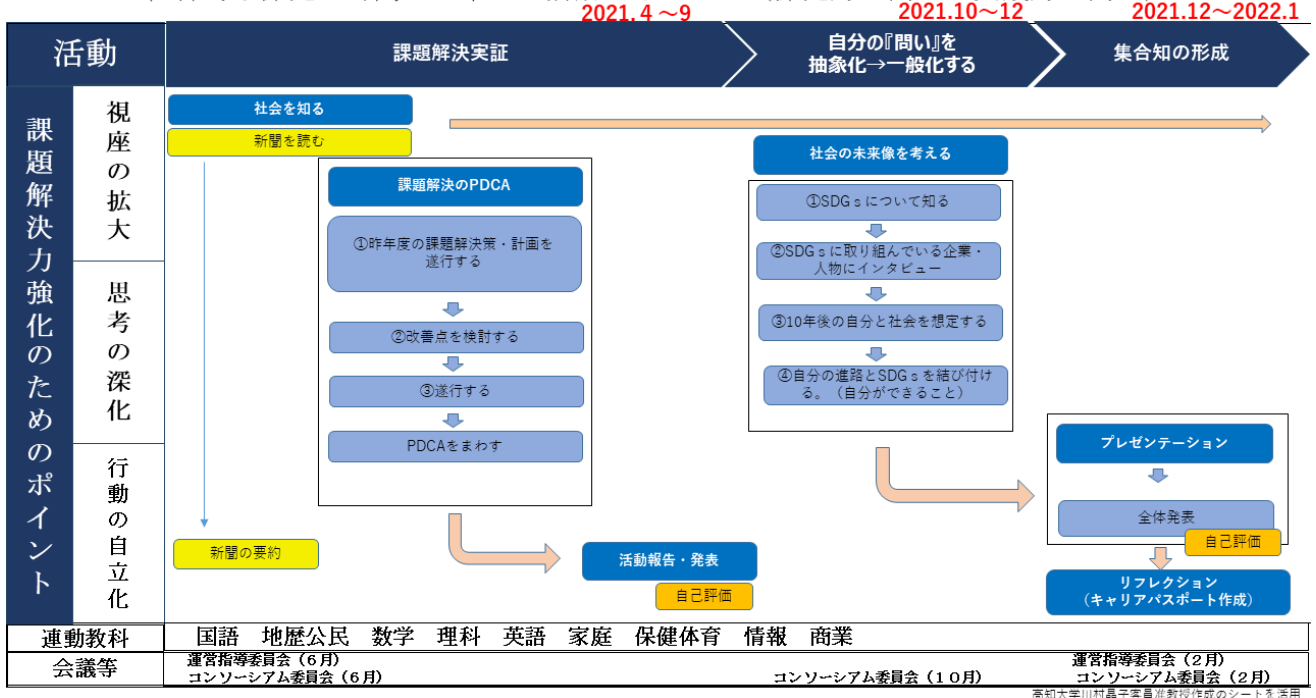 2021.4～9
2021.10～12
2021.12～2022.1
活動
課題解決実証
自分の『問い』を
抽象化→一般化する
集合知の形成
課題解決力強化のためのポイント
視座の拡大
思考の深化
行動の自立化
社会を知る
新聞を読む
新聞の要約
課題解決のPDCA
①昨年度の課題解決策・計画を
遂行する
②改善点を検討する
③遂行する
PDCAをまわす
活動報告・発表
自己評価
社会の未来像を考える
①SDGｓについて知る
②SDGｓに取り組んでいる企業・
人物にインタビュー
③10年後の自分と社会を想定する
④自分の進路とSDGｓを結び付け
る。（自分ができること）
プレゼンテーション
全体発表
自己評価
リフレクション
（キャリアパスポート作成）
連動教科
国語 地歴公民 数学 理科 英語 家庭 保健体育 情報 商業
会議等
運営指導委員会（６月）
コンソーシアム委員会（６月）
コンソーシアム委員会（１０月）
運営指導委員会（２月）
コンソーシアム委員会（２月）
高知大学川村晶子客員准教授作成のシートを活用